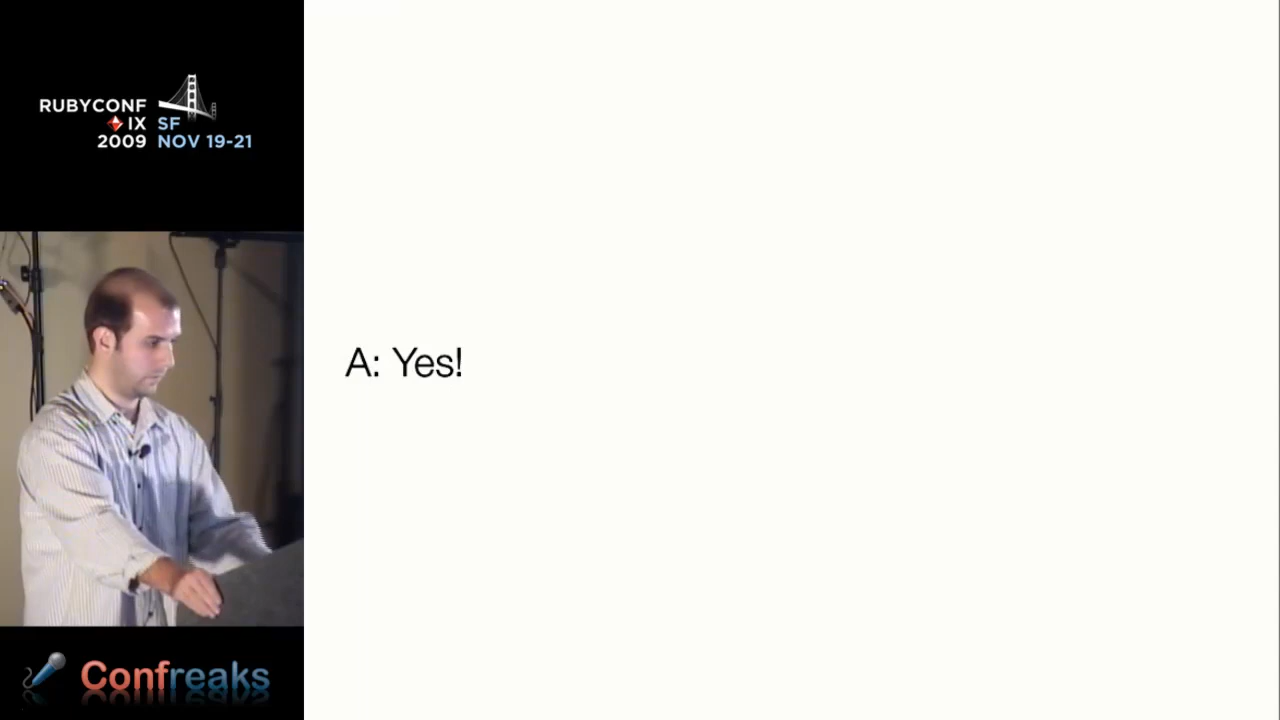 RUBYCONF
IX SF
2009 NOV 19-21
A: Yes!
Confreaks